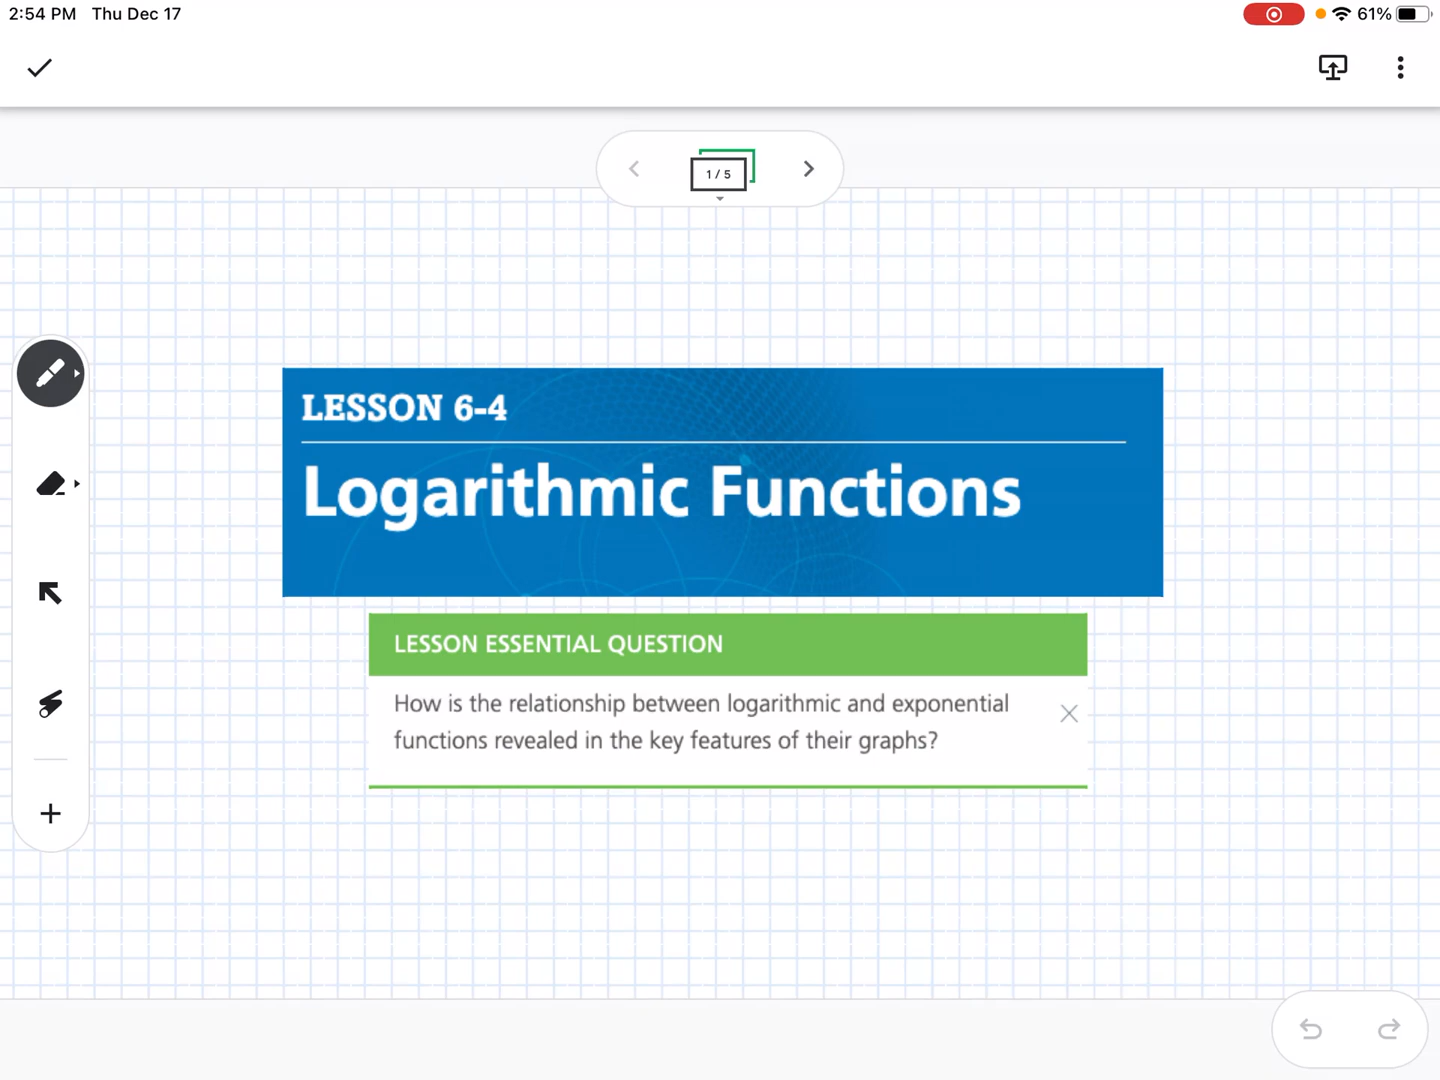 2:54 PM Thu Dec 17
61%
1 / 5
LESSON 6-4
Logarithmic Functions
LESSON ESSENTIAL QUESTION
How is the relationship between logarithmic and exponential
functions revealed in the key features of their graphs?